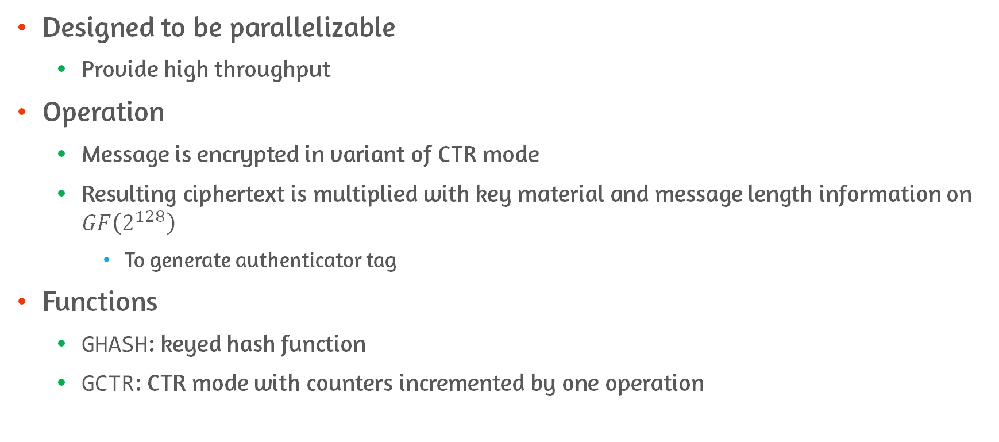 Designed to be parallelizable
Provide high throughput
Operation
Message is encrypted in variant of CTR mode
Resulting ciphertext is multiplied with key material and message length information on
𝐺𝐹(2¹²⁸)
To generate authenticator tag
Functions
GHASH: keyed hash function
GCTR: CTR mode with counters incremented by one operation